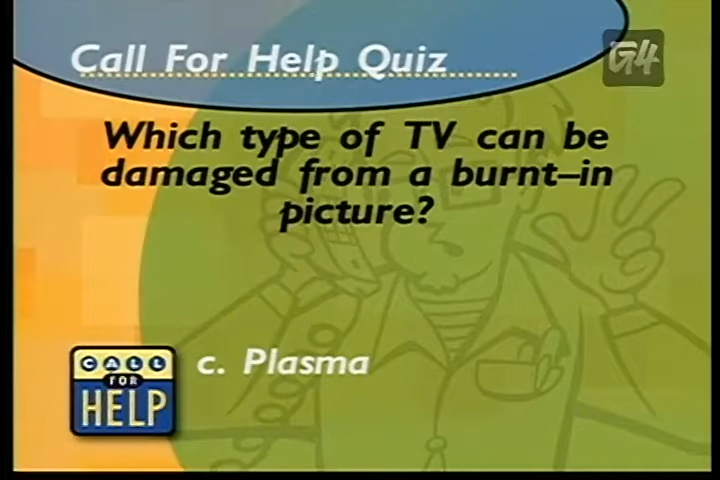 Call For Help Quiz
G4
Which type of TV can be
damaged from a burnt–in
picture?
c. Plasma
CALL
FOR
HELP